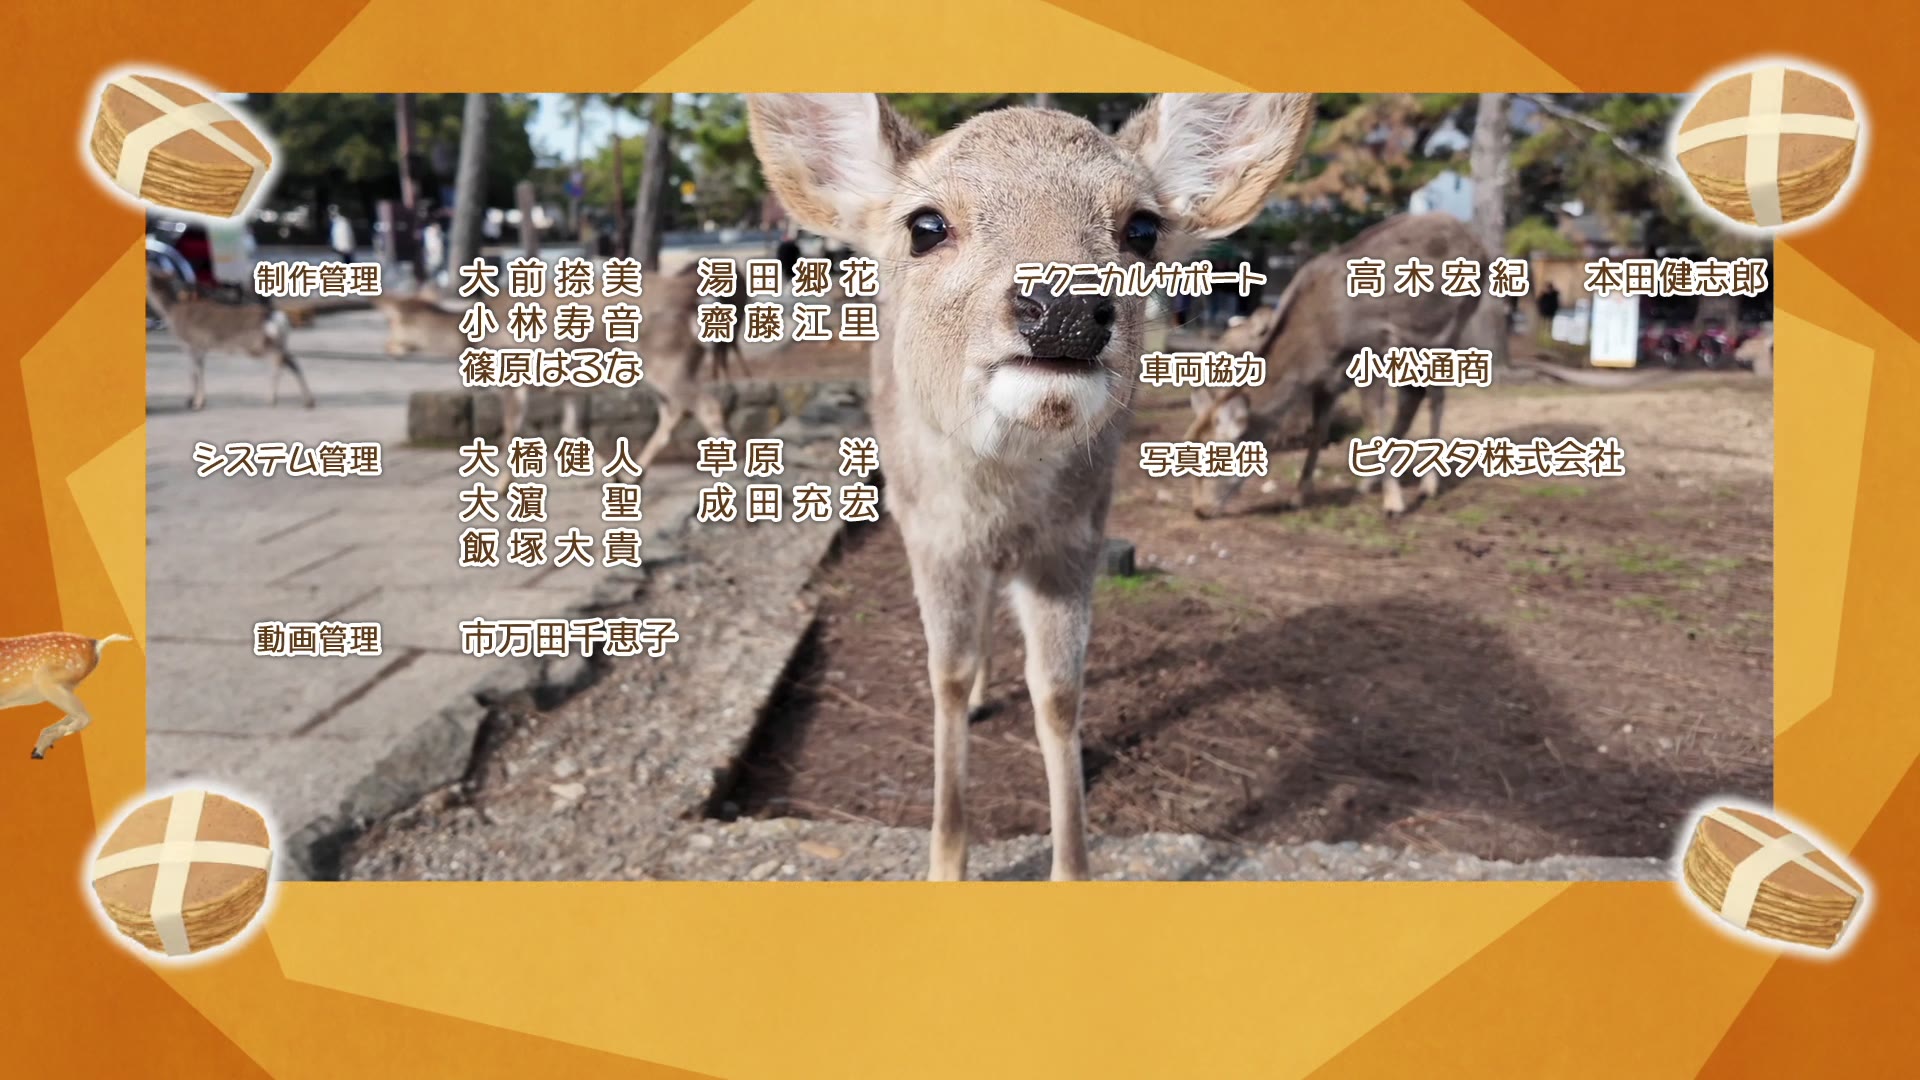 制作管理 大前捺美 湯田郷花
小林寿音 齋藤江里
篠原はるな
システム管理 大橋健人 草原洋
大濵聖 成田充宏
飯塚大貴
動画管理 市万田千恵子
テクニカルサポート 高木宏紀 本田健志郎
車両協力 小松通商
写真提供 ピクスタ株式会社